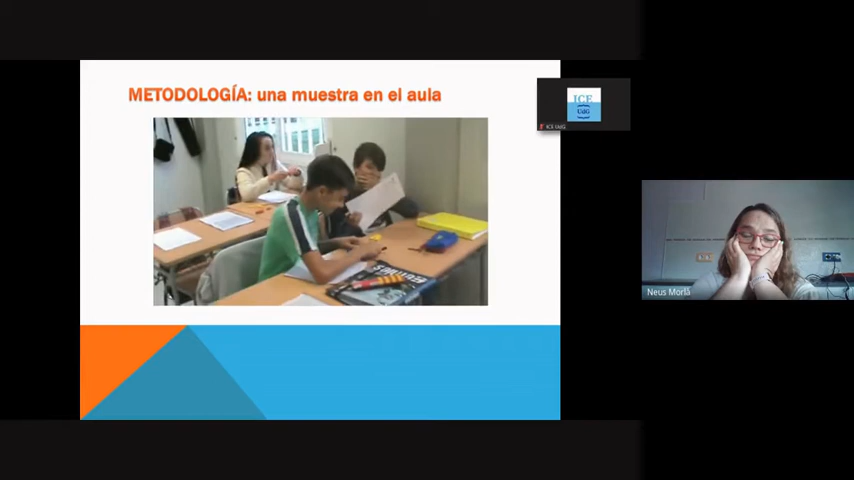 METODOLOGÍA: una muestra en el aula
ICE
UdG
ICE UdG
Neus Morlà